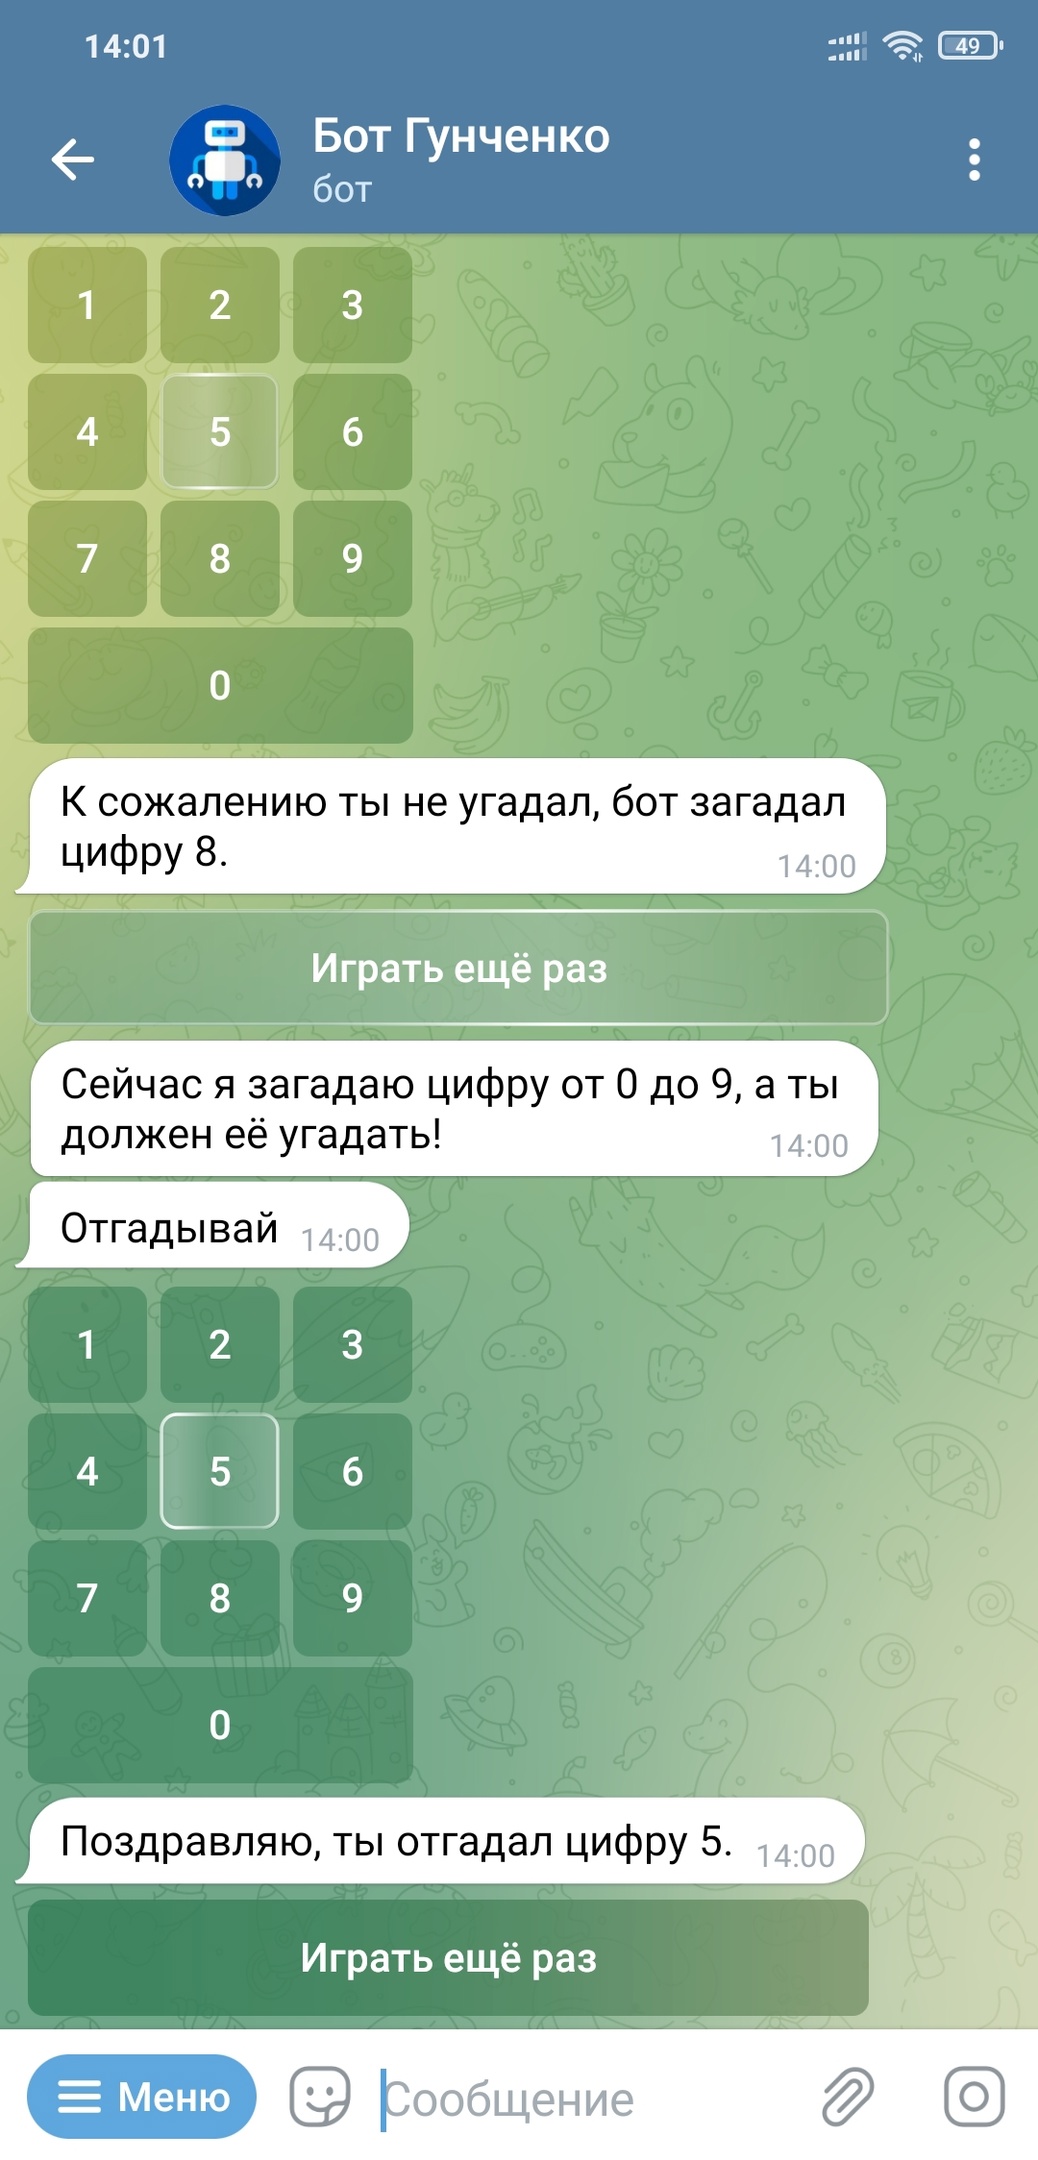 14:01
49
Бот Гунченко
бот
1 2 3
4 5 6
7 8 9
0
К сожалению ты не угадал, бот загадал
цифру 8.
14:00
Играть ещё раз
Сейчас я загадаю цифру от 0 до 9, а ты
должен её угадать!
14:00
Отгадывай 14:00
1 2 3
4 5 6
7 8 9
0
Поздравляю, ты отгадал цифру 5. 14:00
Играть ещё раз
Меню Сообщение